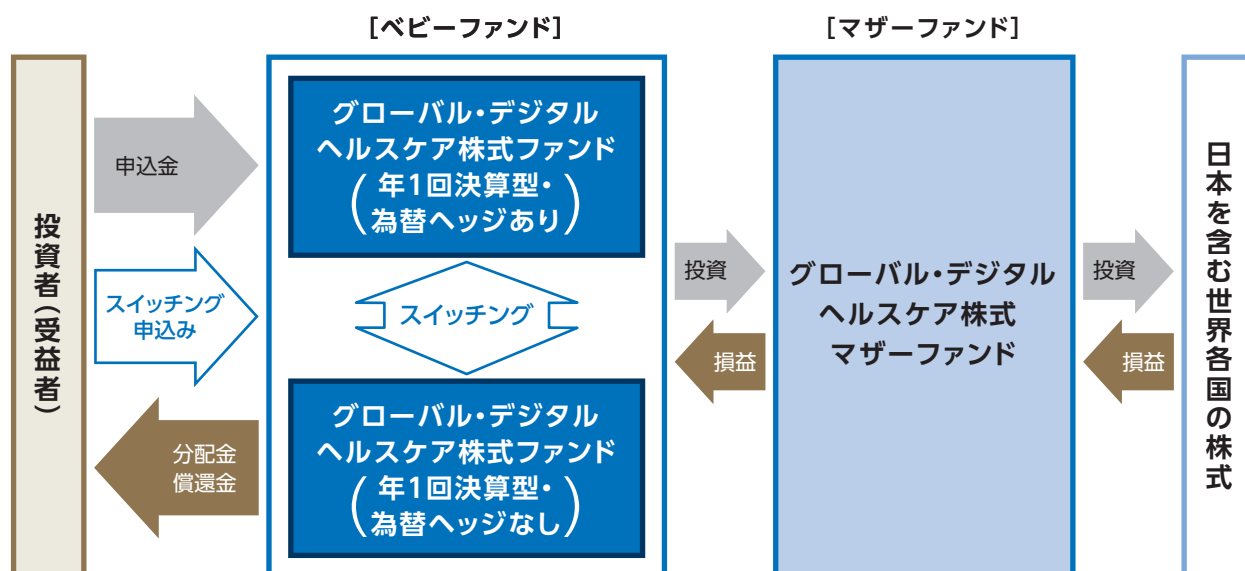 [ベビーファンド]
[マザーファンド]
投資者(受益者)
申込金
スイッチング
申込み
分配金
償還金
グローバル・デジタル
ヘルスケア株式ファンド
(年1回決算型・
為替ヘッジあり)
スイッチング
グローバル・デジタル
ヘルスケア株式ファンド
(年1回決算型・
為替ヘッジなし)
投資
損益
グローバル・デジタル
ヘルスケア株式
マザーファンド
投資
損益
日本を含む世界各国の株式